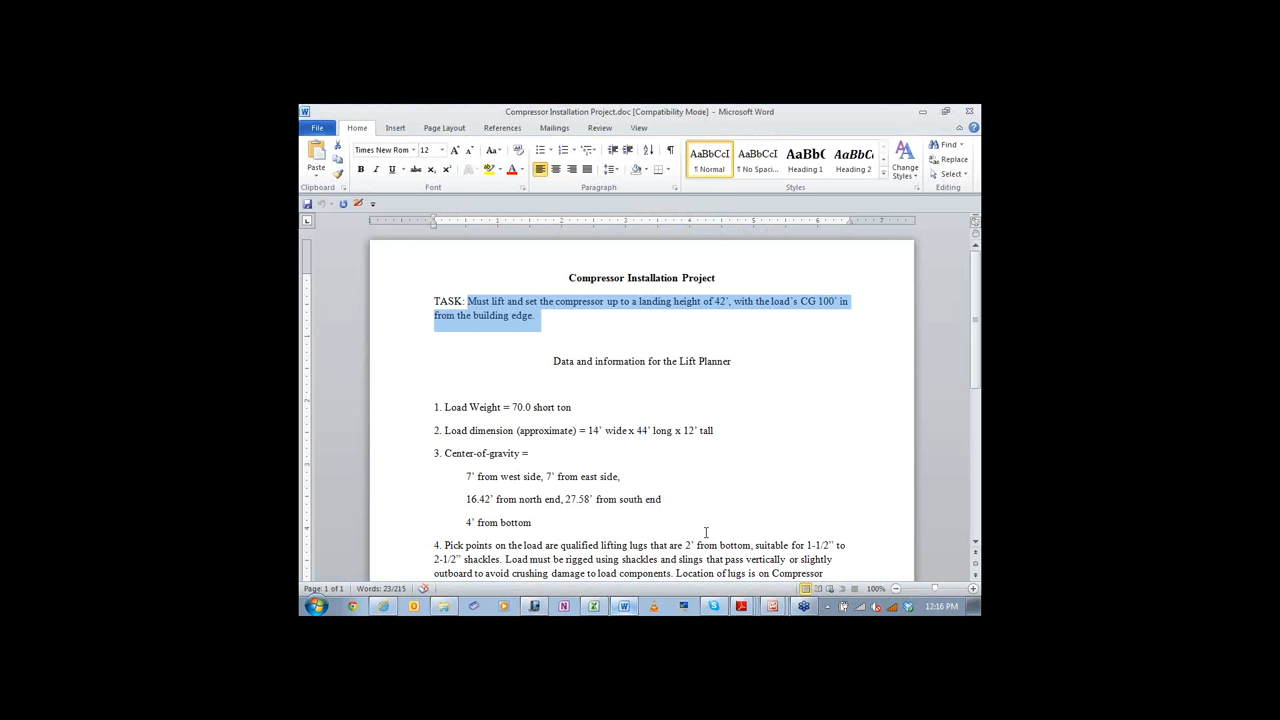 Compressor Installation Project.doc [Compatibility Mode] - Microsoft Word
File Home Insert Page Layout References Mailings Review View
Paste
Times New Rom 12
AaBbCcI AaBbCcI AaBbC AaBbC
¶ Normal ¶ No Spaci... Heading 1 Heading 2
Change Styles
Find
Replace
Select
Clipboard Font Paragraph Styles Editing
1 2 3 4 5 6 7
Compressor Installation Project
TASK: Must lift and set the compressor up to a landing height of 42’, with the load`s CG 100’ in
from the building edge.
Data and information for the Lift Planner
1. Load Weight = 70.0 short ton
2. Load dimension (approximate) = 14’ wide x 44’ long x 12’ tall
3. Center-of-gravity =
7’ from west side, 7’ from east side,
16.42’ from north end, 27.58’ from south end
4’ from bottom
4. Pick points on the load are qualified lifting lugs that are 2’ from bottom, suitable for 1-1/2” to
2-1/2” shackles. Load must be rigged using shackles and slings that pass vertically or slightly
outboard to avoid crushing damage to load components. Location of lugs is on Compressor
Page: 1 of 1 Words: 23/215 100%
12:16 PM